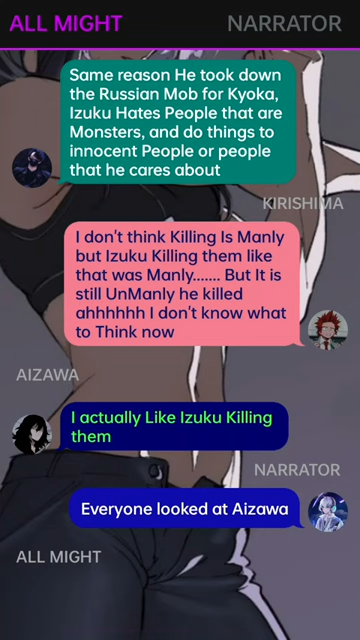 ALL MIGHT
NARRATOR
Same reason He took down
the Russian Mob for Kyoka,
Izuku Hates People that are
Monsters, and do things to
innocent People or people
that he cares about
KIRISHIMA
I don't think Killing Is Manly
but Izuku Killing them like
that was Manly....... But It is
still UnManly he killed
ahhhhhh I don't know what
to Think now
AIZAWA
I actually Like Izuku Killing
them
NARRATOR
Everyone looked at Aizawa
ALL MIGHT